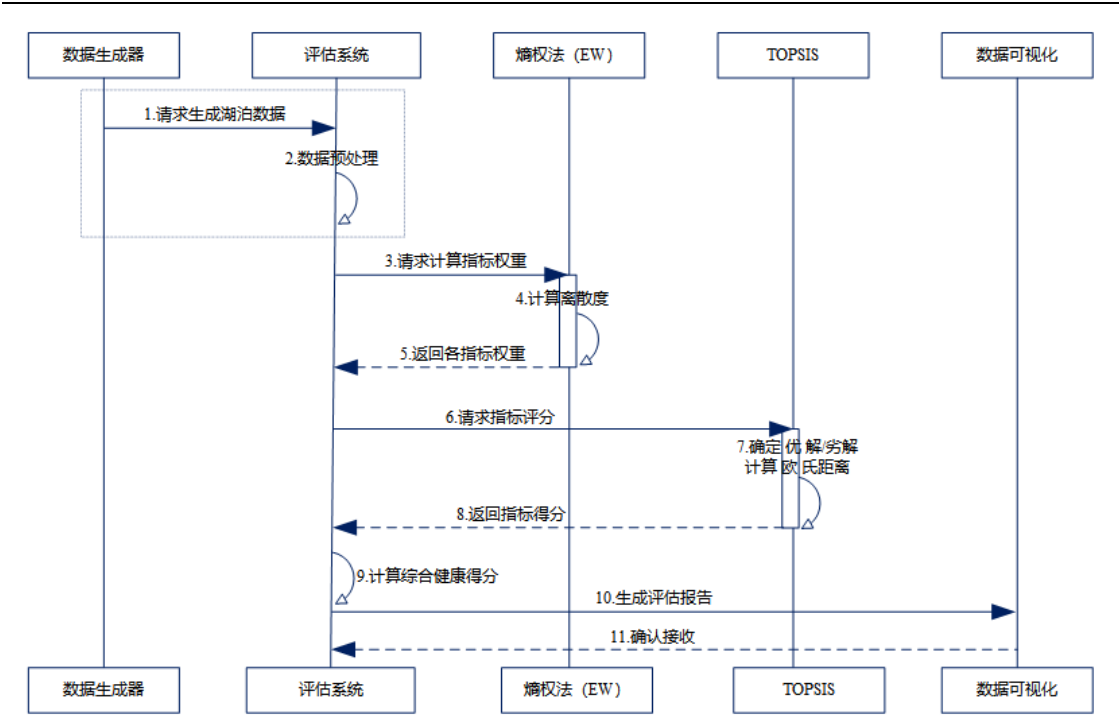 数据生成器
评估系统
熵权法（EW）
TOPSIS
数据可视化
1.请求生成湖泊数据
2.数据预处理
3.请求计算指标权重
4.计算离散度
5.返回各指标权重
6.请求指标评分
7.确定 优 解/劣解
计算 欧 氏距离
8.返回指标得分
9.计算综合健康得分
10.生成评估报告
11.确认接收
数据生成器
评估系统
熵权法（EW）
TOPSIS
数据可视化